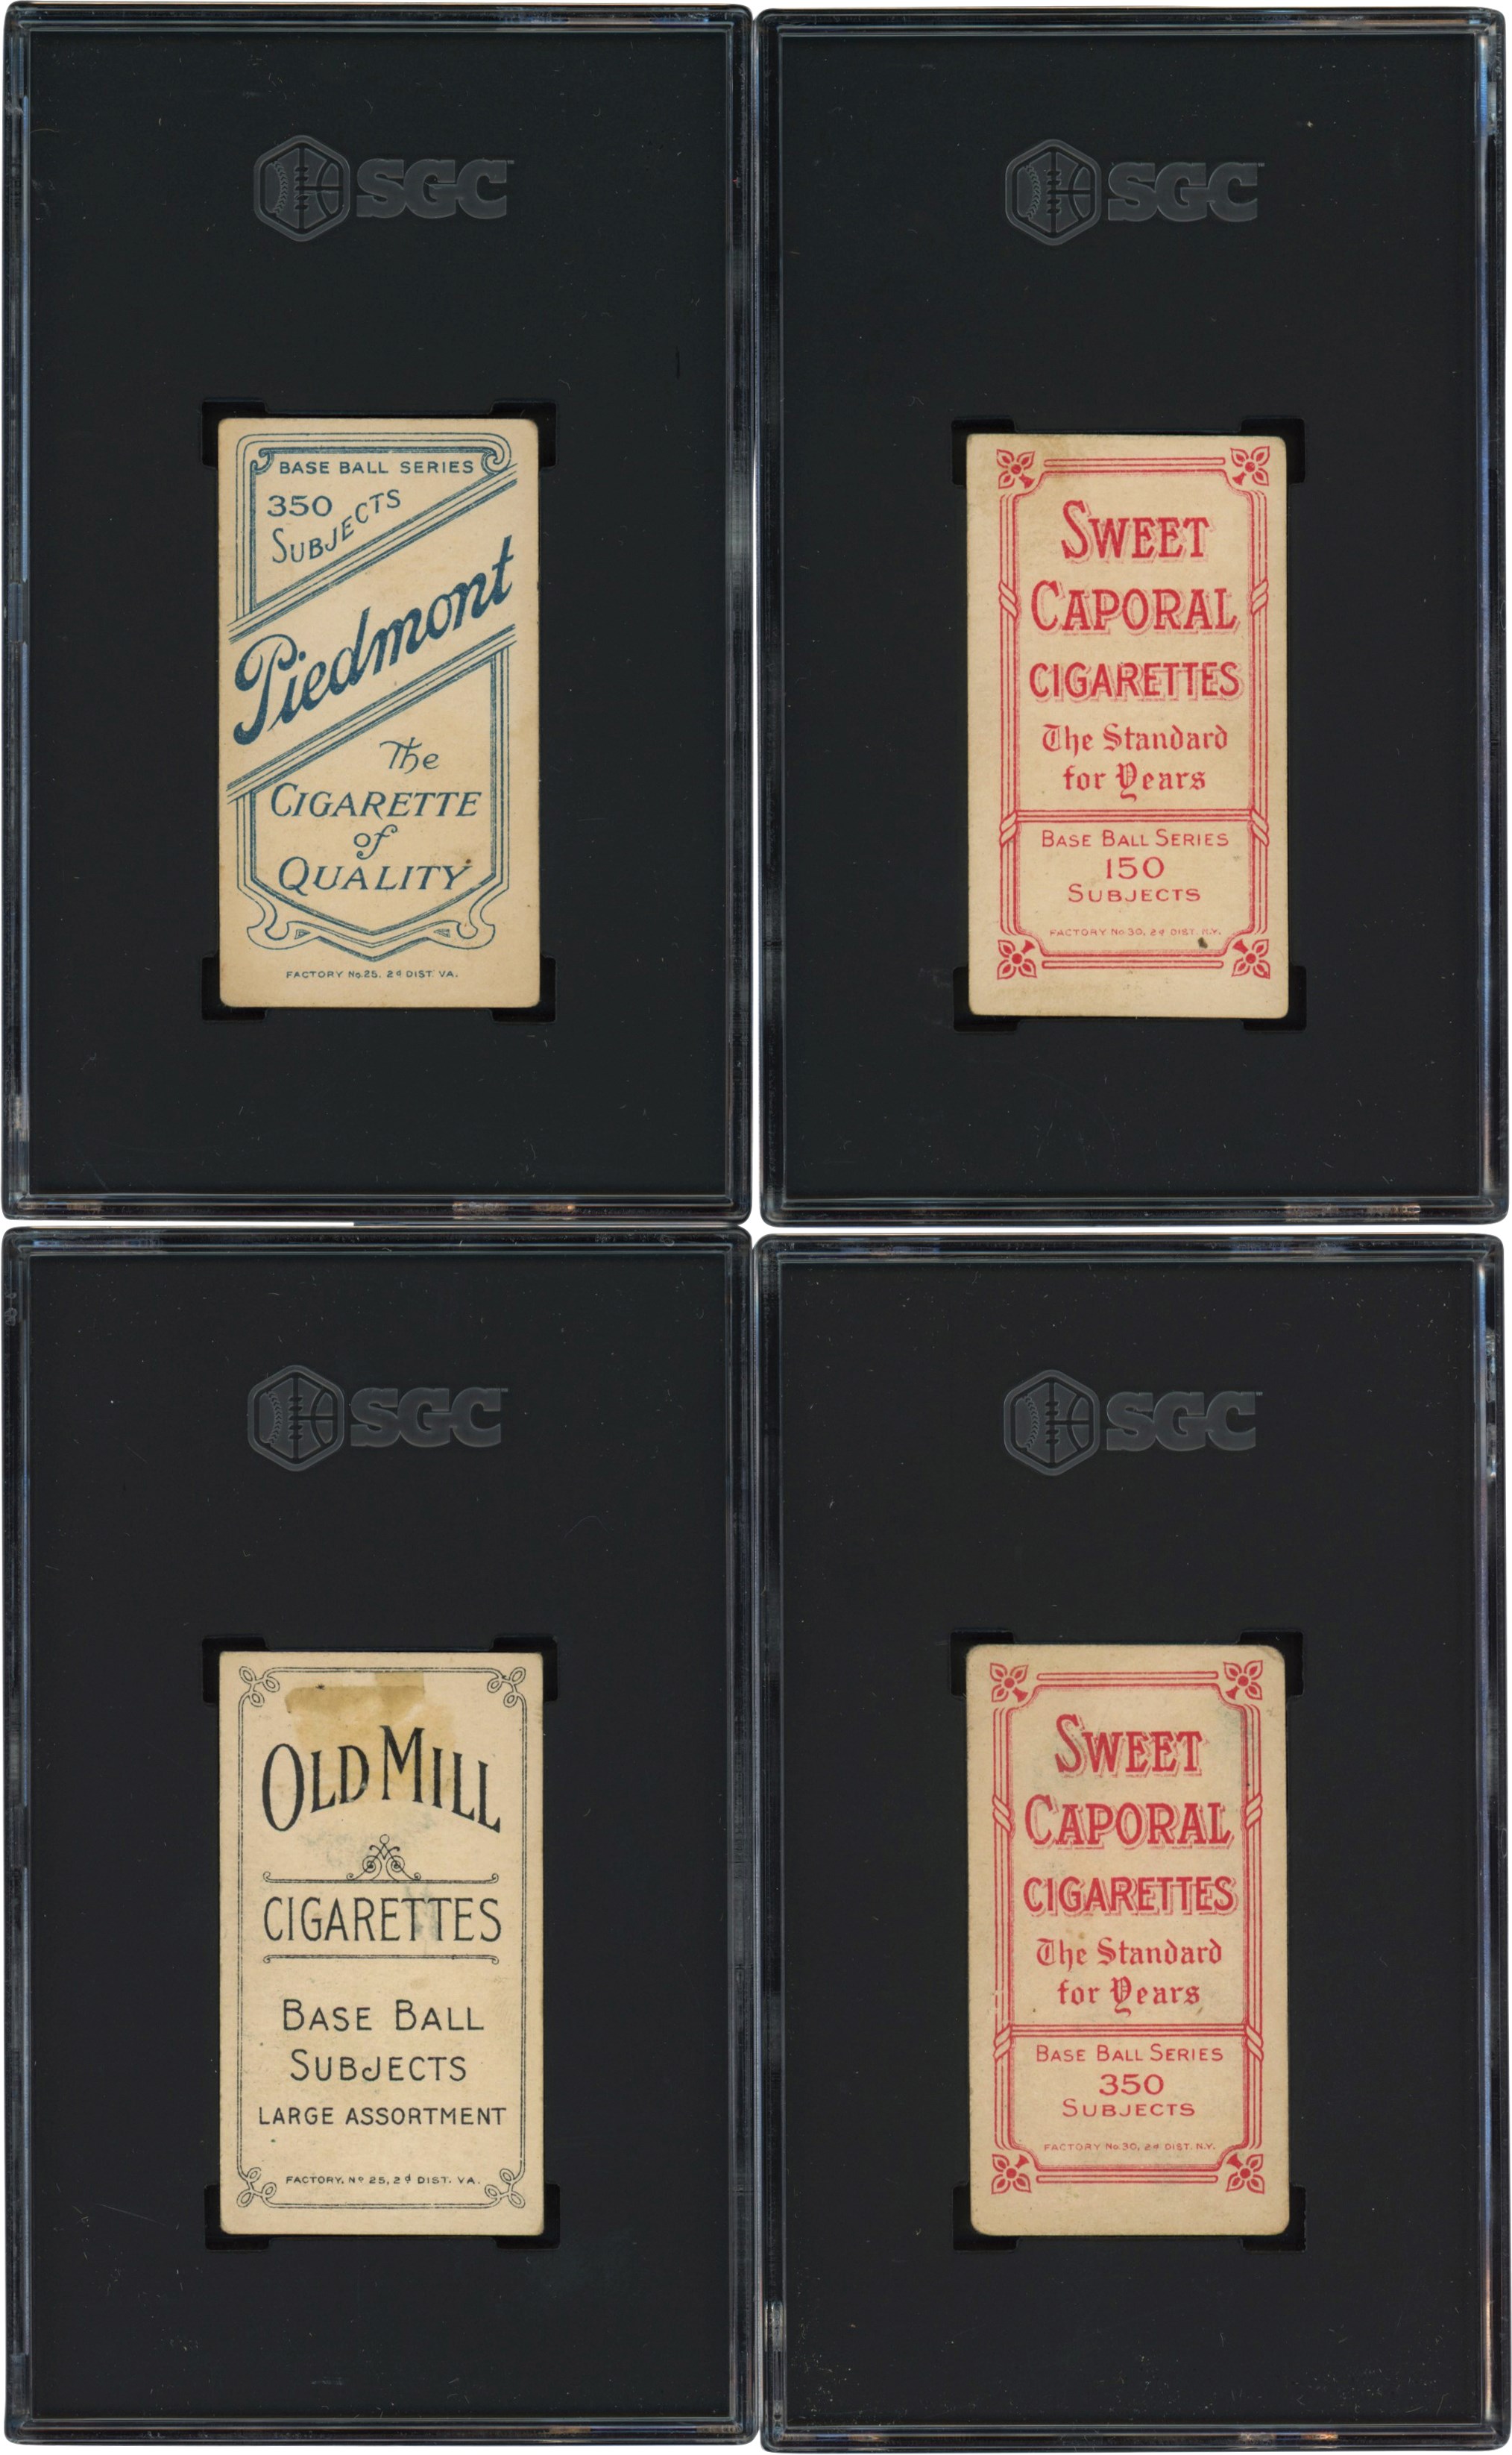 SGC
BASE BALL SERIES
350
SUBJECTS
Piedmont
The
CIGARETTE
of
QUALITY
FACTORY No. 25. 2d DIST. VA.
SGC
SWEET
CAPORAL
CIGARETTES
The Standard
for Years
BASE BALL SERIES
150
SUBJECTS
FACTORY No. 30, 2d DIST. N.Y.
SGC
OLD MILL
CIGARETTES
BASE BALL
SUBJECTS
LARGE ASSORTMENT
FACTORY. No 25, 2d DIST. VA.
SGC
SWEET
CAPORAL
CIGARETTES
The Standard
for Years
BASE BALL SERIES
350
SUBJECTS
FACTORY No. 30, 2d DIST. N.Y.